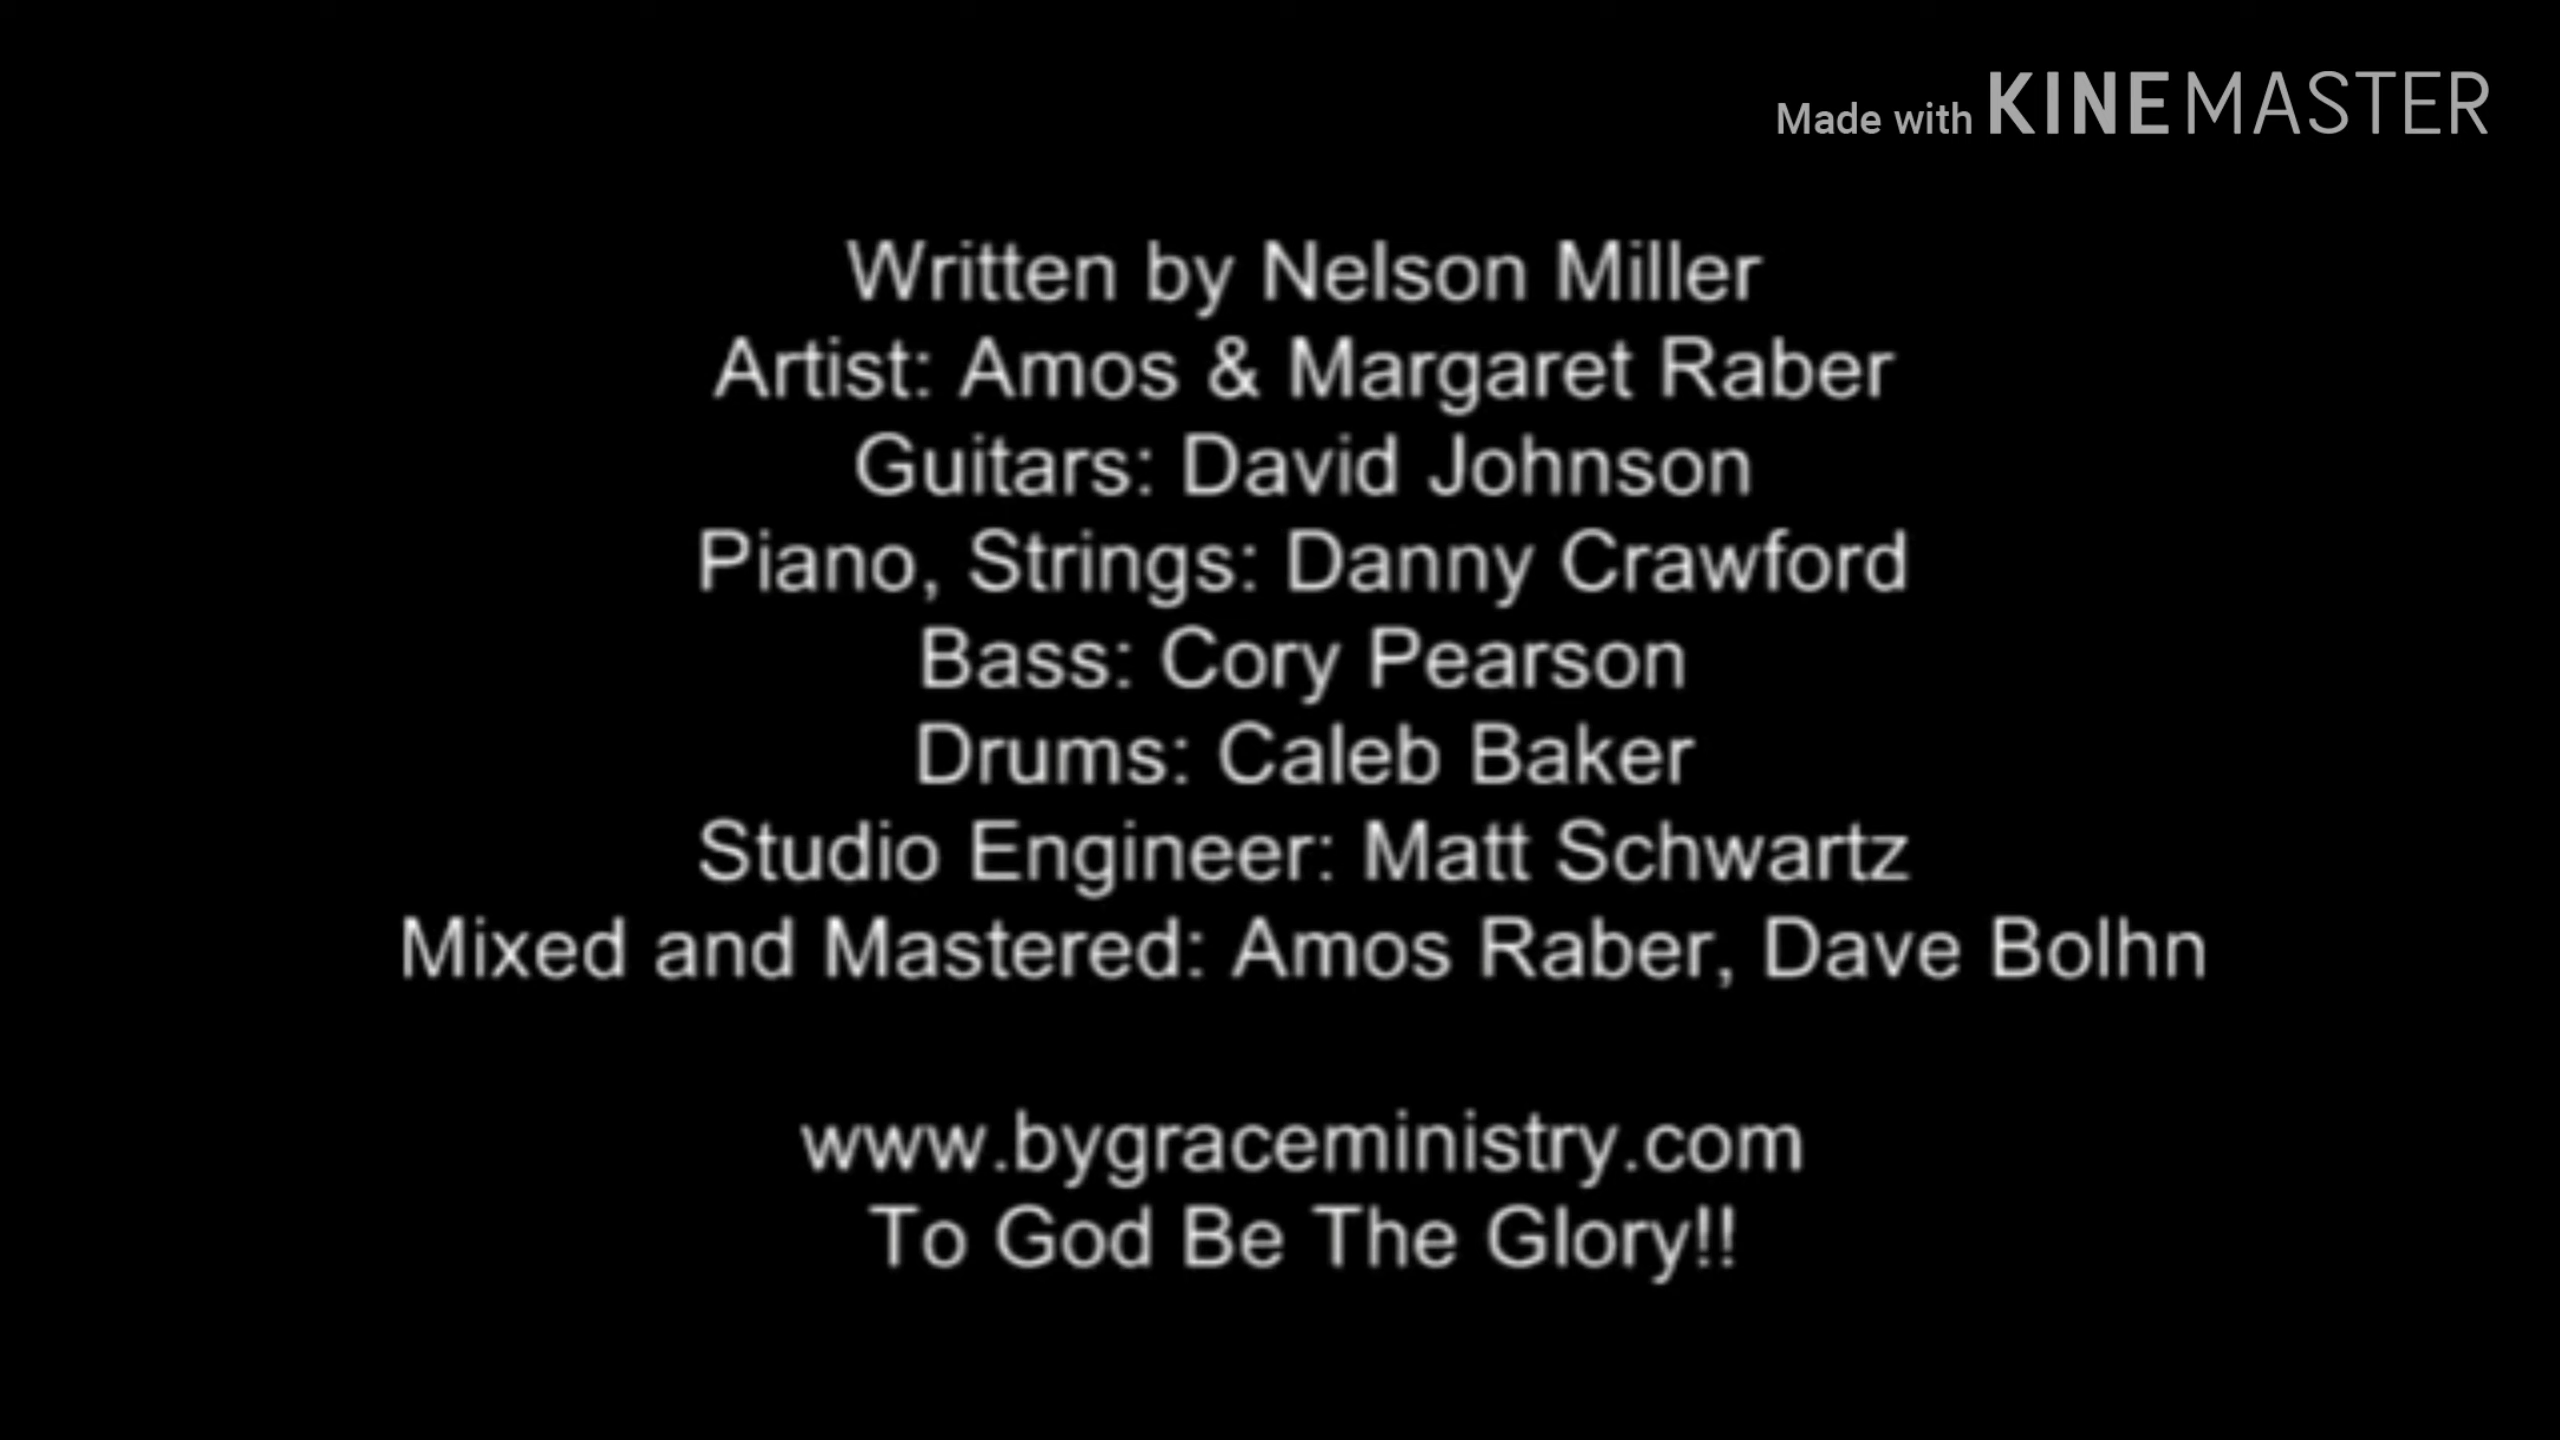 Made with KINEMASTER
Written by Nelson Miller
Artist: Amos & Margaret Raber
Guitars: David Johnson
Piano, Strings: Danny Crawford
Bass: Cory Pearson
Drums: Caleb Baker
Studio Engineer: Matt Schwartz
Mixed and Mastered: Amos Raber, Dave Bolhn
www.bygraceministry.com
To God Be The Glory!!